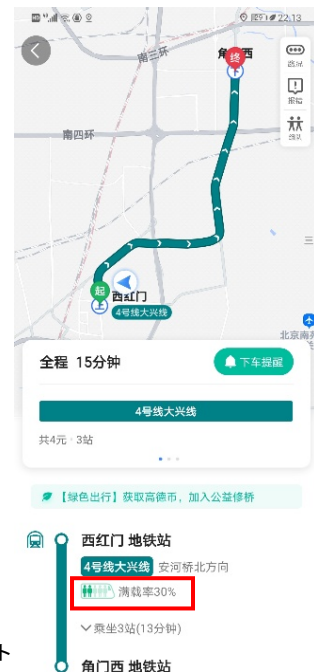 22:13
南三环
角门西
终
下
路况
报错
南四环
起
西红门
上
4号线大兴线
北京南苑
全程 15分钟
下车提醒
4号线大兴线
共4元·3站
【绿色出行】获取高德币，加入公益修桥
西红门 地铁站
4号线大兴线 安河桥北方向
满载率30%
乘坐3站(13分钟)
角门西 地铁站